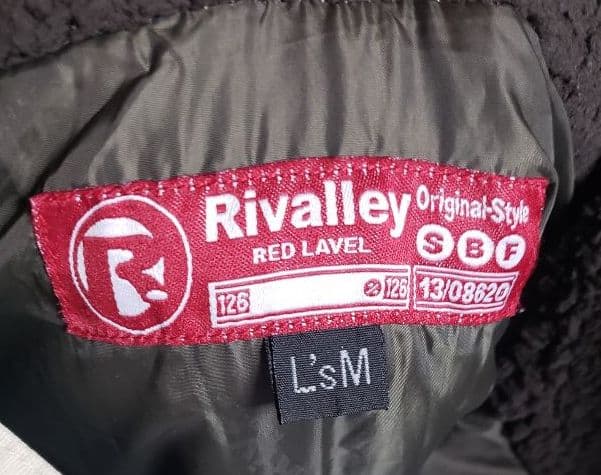 R
Rivalley
Original-Style
RED LAVEL
S B F
126 126
13/08620
L'sM